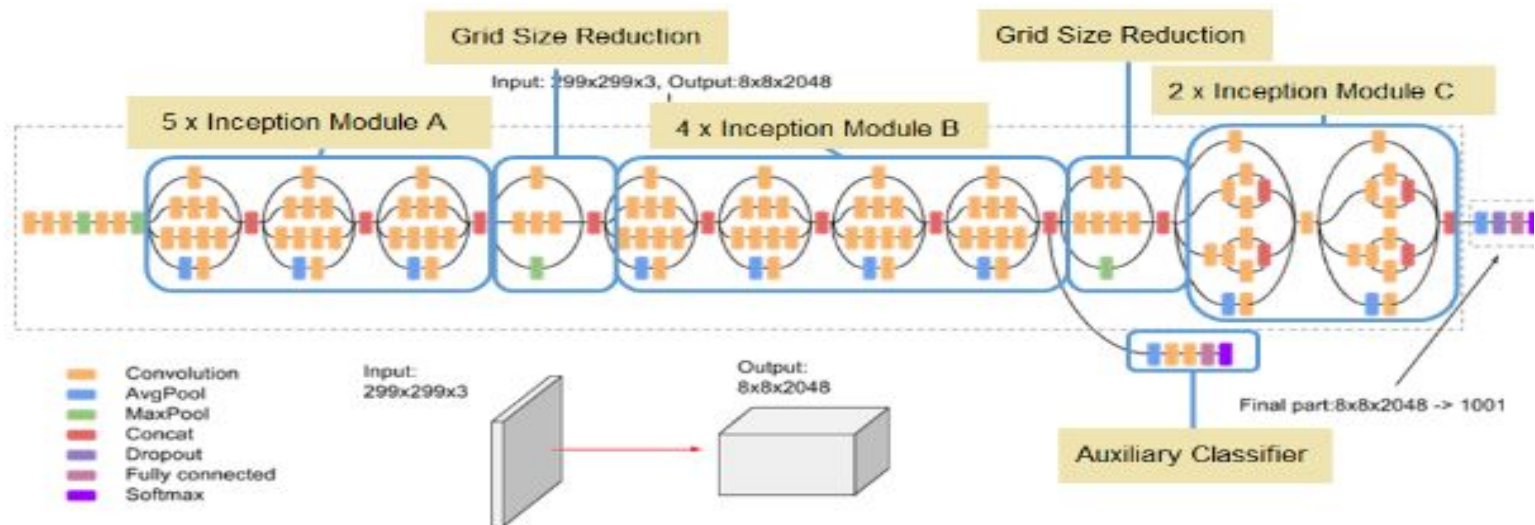 Grid Size Reduction
Grid Size Reduction
Input: 299x299x3, Output:8x8x2048
2 x Inception Module C
5 x Inception Module A
4 x Inception Module B
Convolution
AvgPool
MaxPool
Concat
Dropout
Fully connected
Softmax
Input:
299x299x3
Output:
8x8x2048
Final part:8x8x2048 -> 1001
Auxiliary Classifier